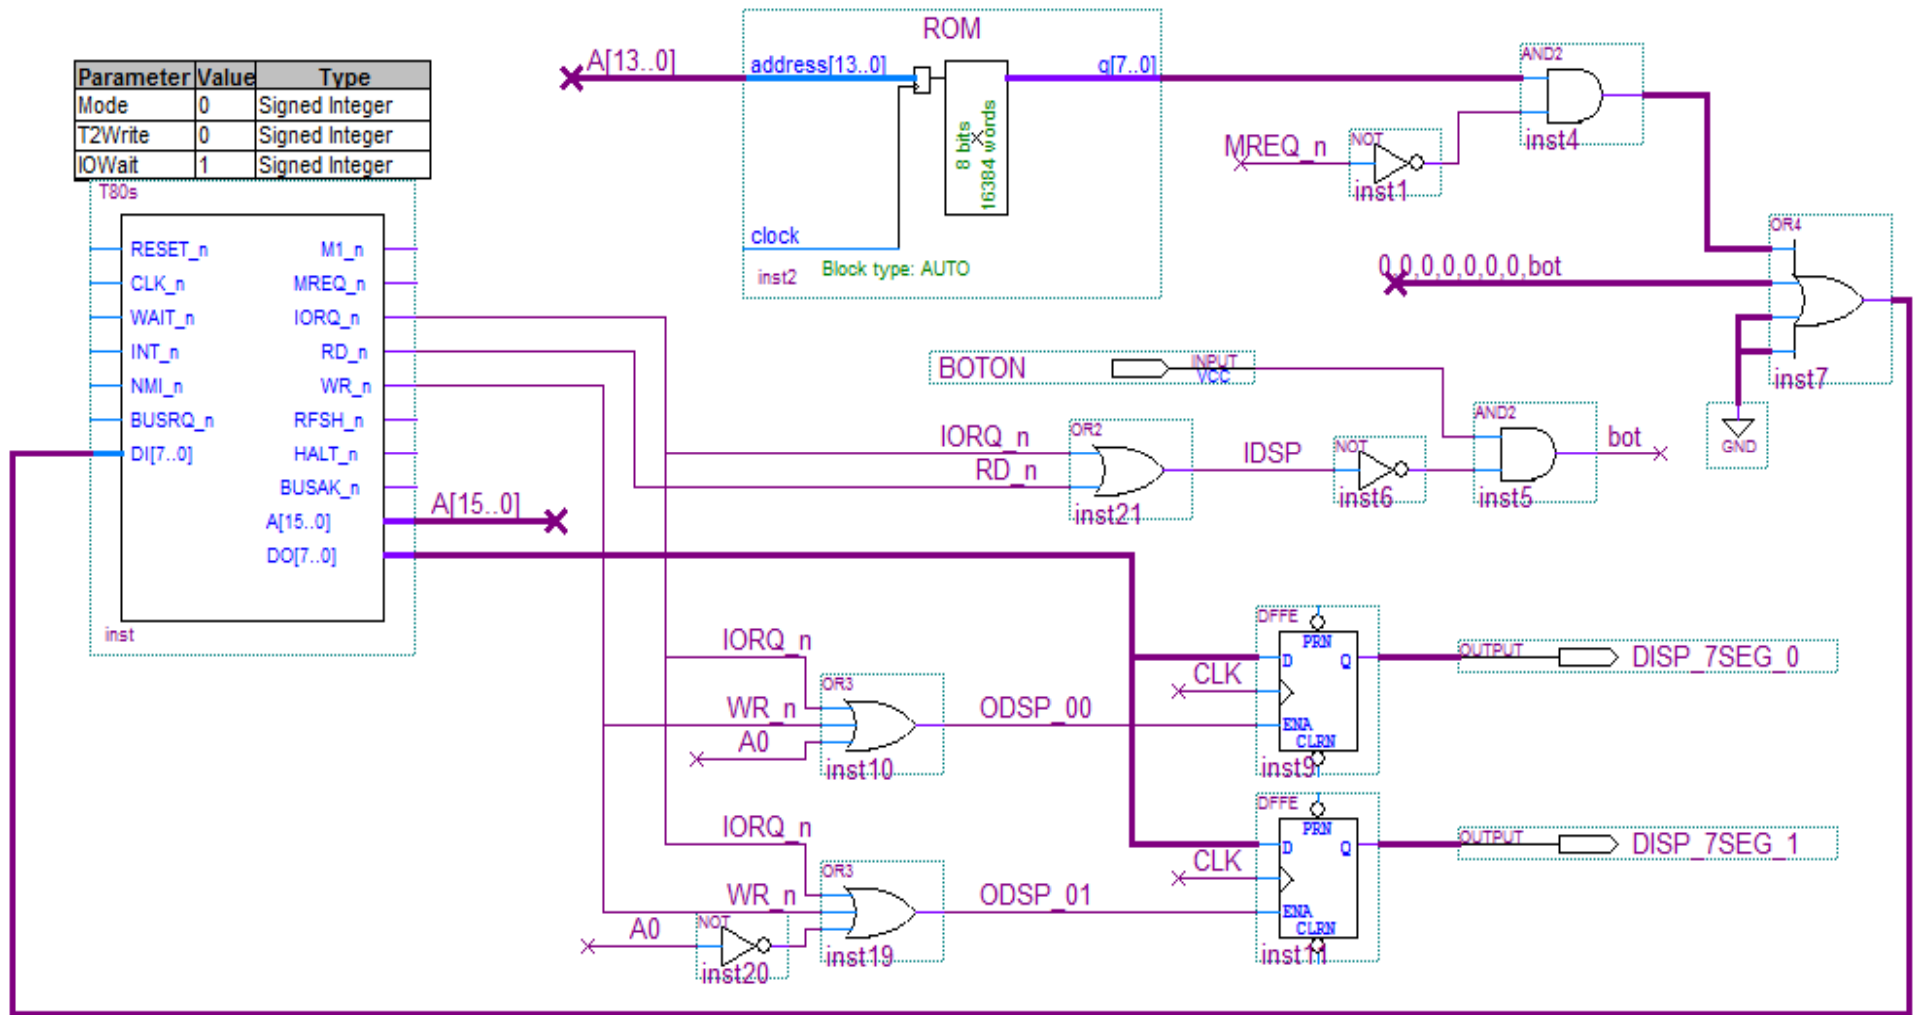 Parameter Value Type
Mode 0 Signed Integer
T2Write 0 Signed Integer
IOWait 1 Signed Integer
T80s
RESET_n M1_n
CLK_n MREQ_n
WAIT_n IORQ_n
INT_n RD_n
NMI_n WR_n
BUSRQ_n RFSH_n
DI[7..0] HALT_n
BUSAK_n
A[15..0]
DO[7..0]
inst
A[15..0]
ROM
A[13..0]
address[13..0] q[7..0]
8 bits
16384 words
clock
inst2
Block type: AUTO
AND2
inst4
MREQ_n
NOT
inst1
OR4
0,0,0,0,0,0,0,bot
inst7
GND
BOTON
INPUT
VCC
IORQ_n
RD_n
OR2
inst21
IDSP
NOT
inst6
AND2
inst5
bot
IORQ_n
WR_n
A0
OR3
inst10
ODSP_00
CLK
DFFE
PRN
D Q
ENA
CLRN
inst9
OUTPUT
DISP_7SEG_0
IORQ_n
WR_n
A0
NOT
inst20
OR3
inst19
ODSP_01
CLK
DFFE
PRN
D Q
ENA
CLRN
inst11
OUTPUT
DISP_7SEG_1